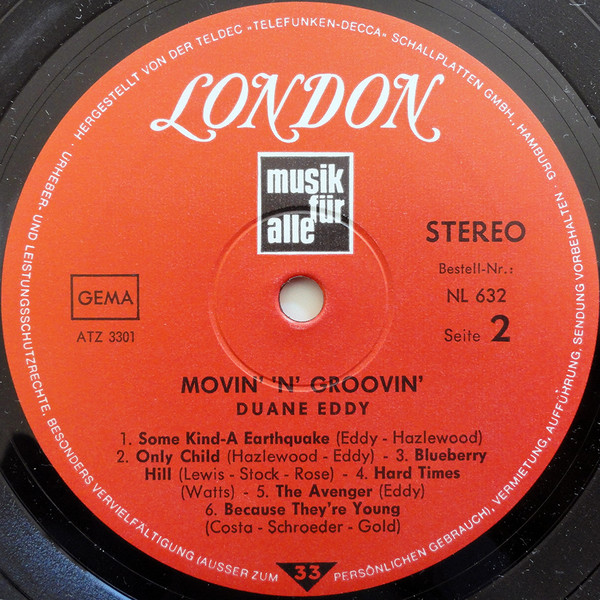 · HERGESTELLT VON DER TELDEC »TELEFUNKEN-DECCA« SCHALLPLATTEN GMBH., HAMBURG ·
URHEBER- UND LEISTUNGSSCHUTZRECHTE. BESONDERS VERVIELFÄLTIGUNG (AUSSER ZUM PERSÖNLICHEN GEBRAUCH), VERMIETUNG, AUFFÜHRUNG, SENDUNG VORBEHALTEN ·
LONDON
musik
für
alle
STEREO
Bestell-Nr.:
NL 632
Seite 2
GEMA
ATZ 3301
MOVIN' 'N' GROOVIN'
DUANE EDDY
1. Some Kind-A Earthquake (Eddy - Hazlewood)
2. Only Child (Hazlewood - Eddy) - 3. Blueberry
Hill (Lewis - Stock - Rose) - 4. Hard Times
(Watts) - 5. The Avenger (Eddy)
6. Because They're Young
(Costa - Schroeder - Gold)
33